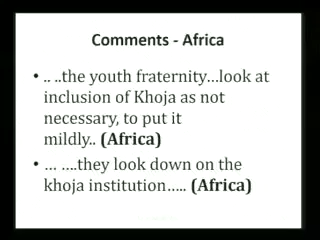 Comments - Africa
• .. ..the youth fraternity…look at
inclusion of Khoja as not
necessary, to put it
mildly.. (Africa)
• … ….they look down on the
khoja institution….. (Africa)